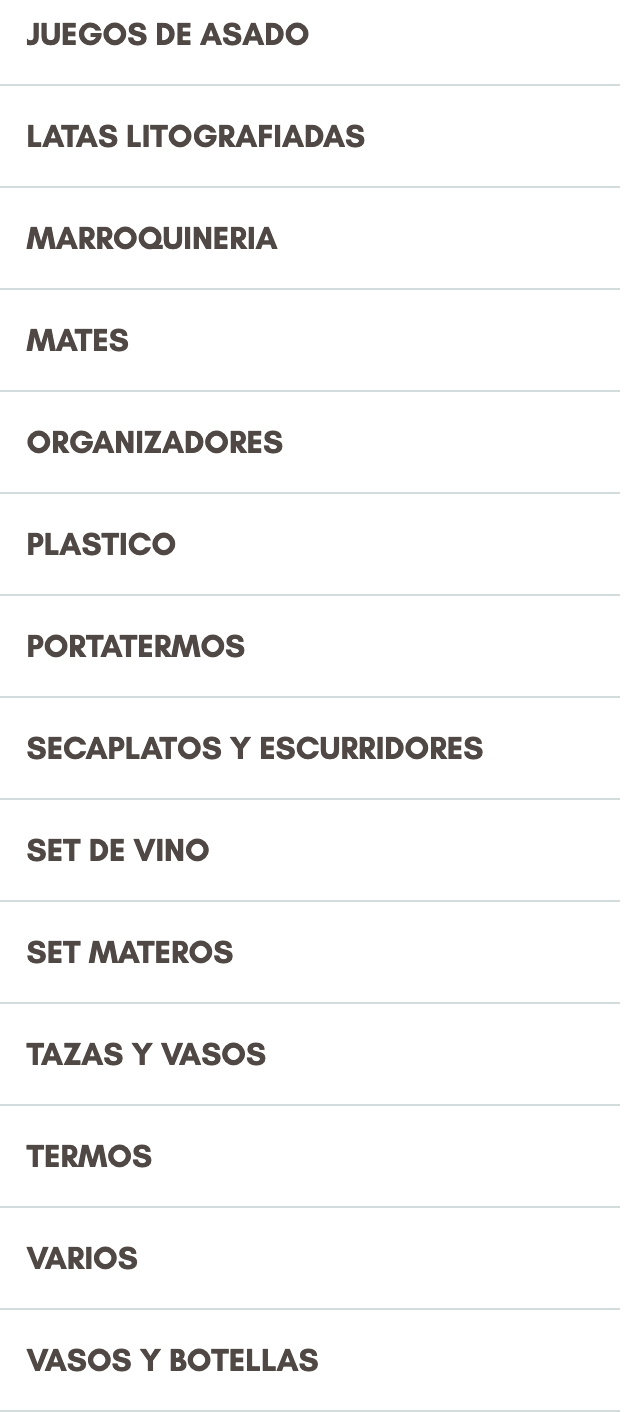 JUEGOS DE ASADO
LATAS LITOGRAFIADAS
MARROQUINERIA
MATES
ORGANIZADORES
PLASTICO
PORTATERMOS
SECAPLATOS Y ESCURRIDORES
SET DE VINO
SET MATEROS
TAZAS Y VASOS
TERMOS
VARIOS
VASOS Y BOTELLAS